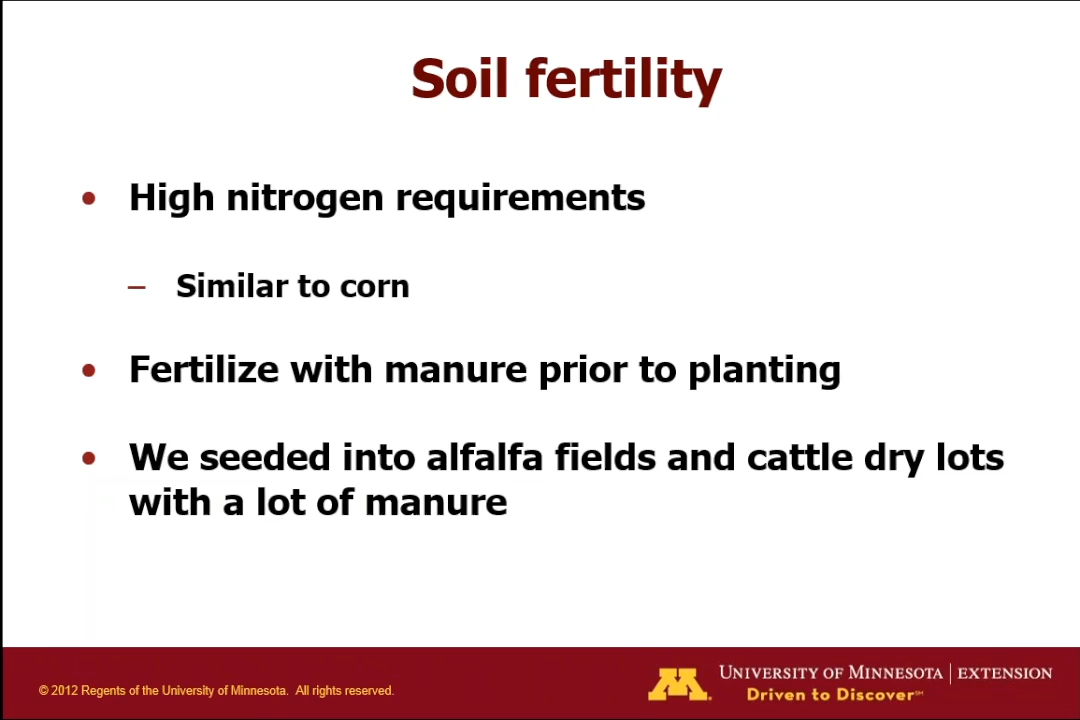 Soil fertility
• High nitrogen requirements
– Similar to corn
• Fertilize with manure prior to planting
• We seeded into alfalfa fields and cattle dry lots
with a lot of manure
© 2012 Regents of the University of Minnesota. All rights reserved.
M.
UNIVERSITY OF MINNESOTA | EXTENSION
Driven to Discover℠